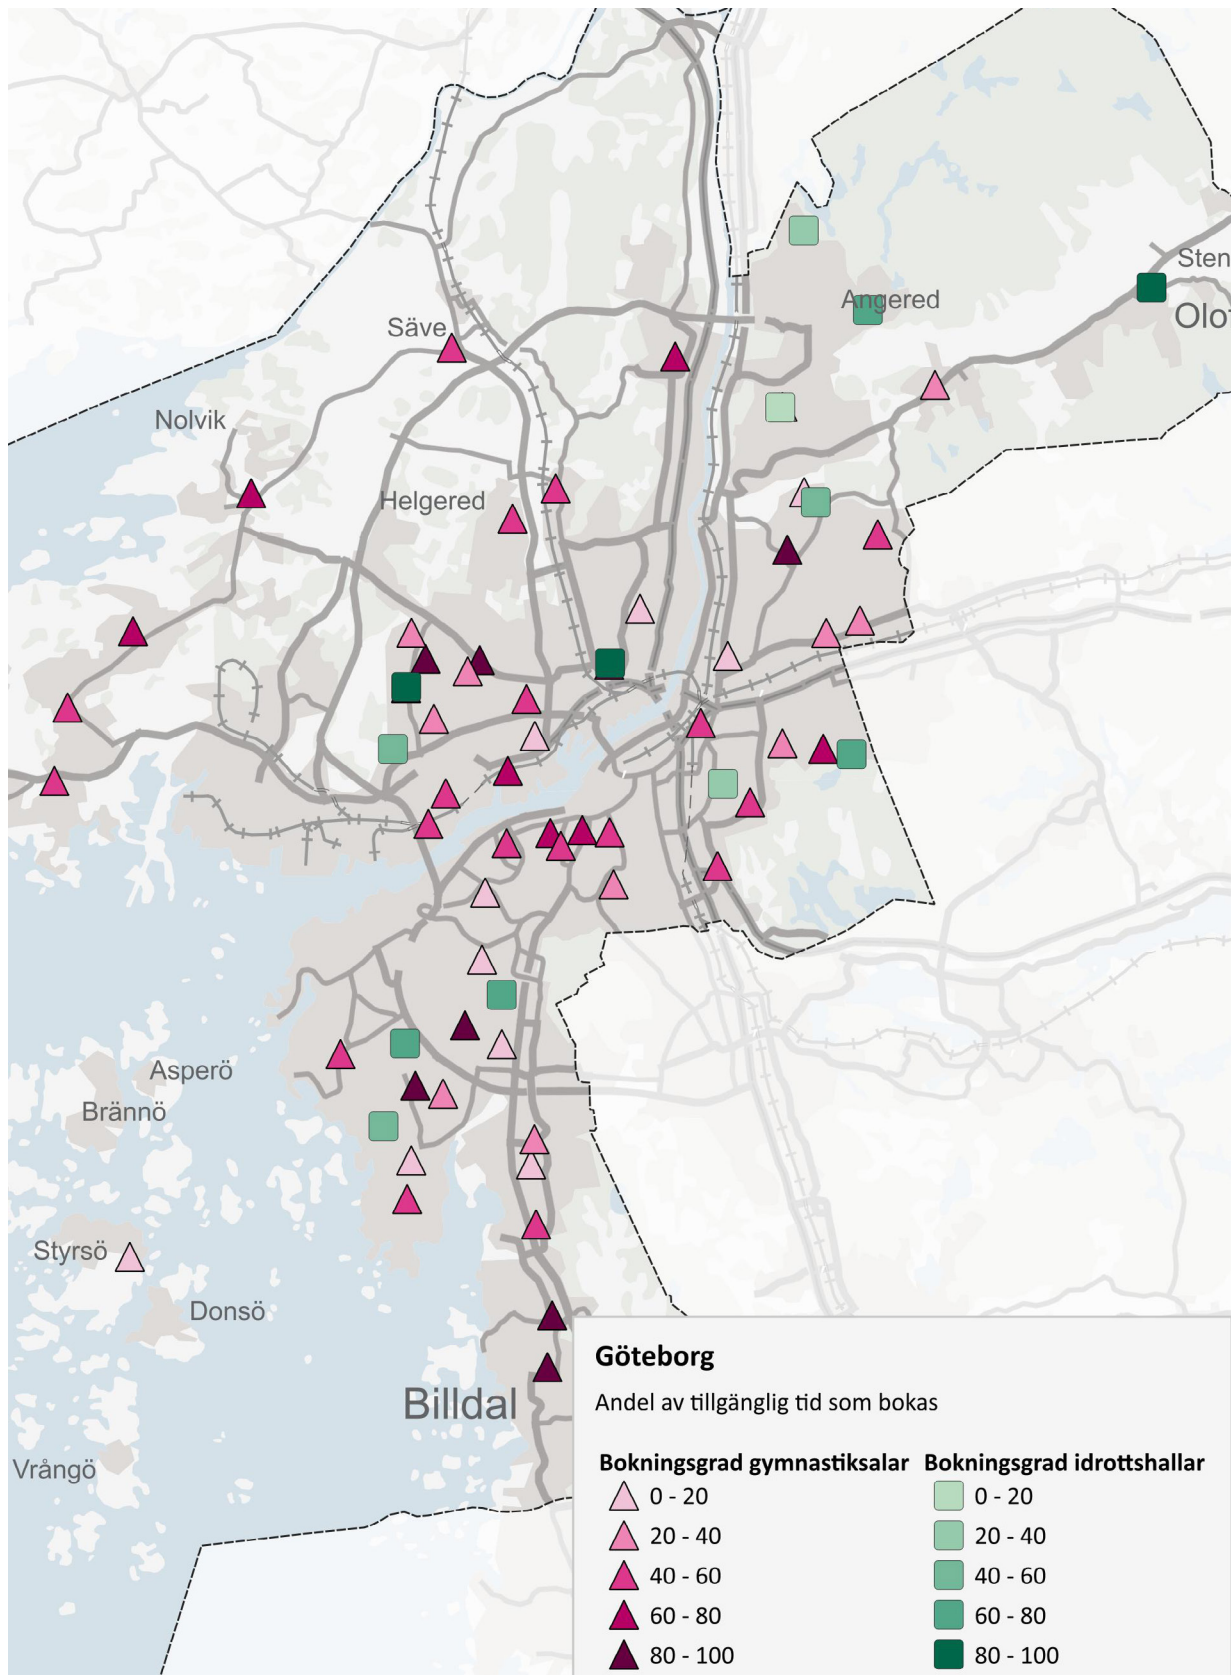 Sten
Angered
Olo
Säve
Nolvik
Helgered
Asperö
Brännö
Styrsö
Donsö
Billdal
Vrångö
Göteborg
Andel av tillgänglig tid som bokas
Bokningsgrad gymnastiksalar
0 - 20
20 - 40
40 - 60
60 - 80
80 - 100
Bokningsgrad idrottshallar
0 - 20
20 - 40
40 - 60
60 - 80
80 - 100